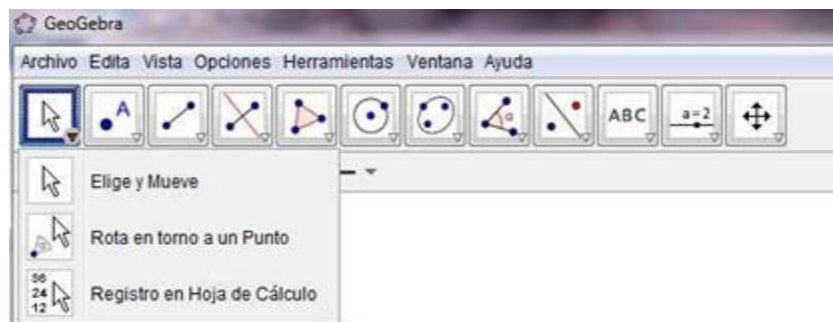 GeoGebra
Archivo Edita Vista Opciones Herramientas Ventana Ayuda
A α ABC a=2
Elige y Mueve
Rota en torno a un Punto
36
24
12
Registro en Hoja de Cálculo